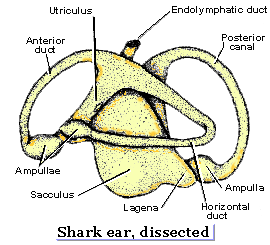 Utriculus
Endolymphatic duct
Anterior
duct
Posterior
canal
Ampullae
Sacculus
Lagena
Ampulla
Horizontal
duct
Shark ear, dissected